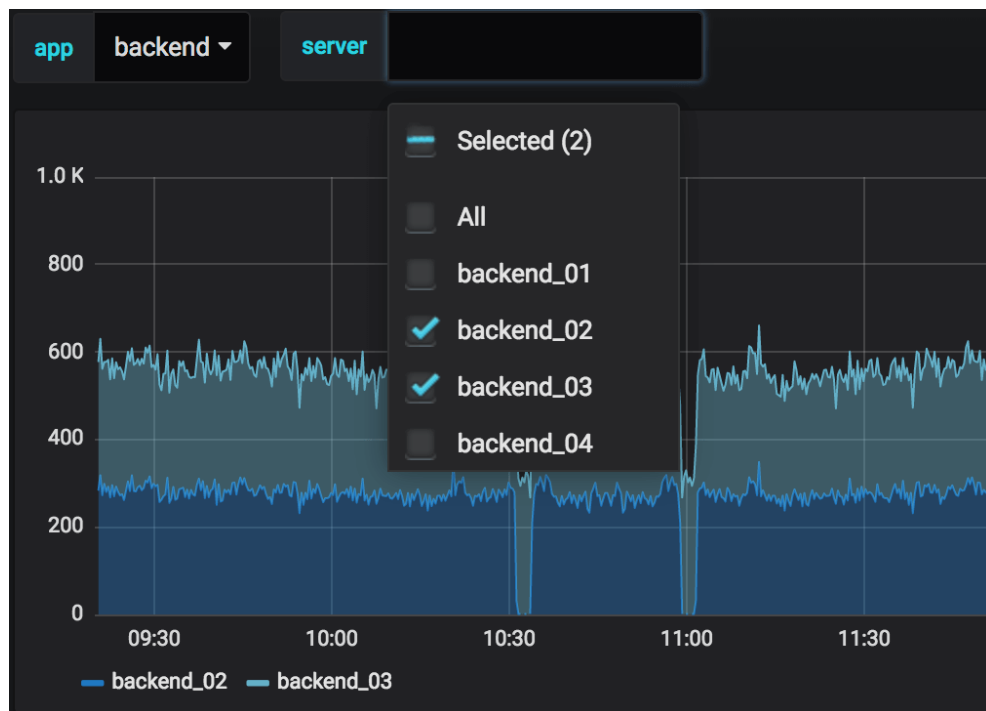 app backend server
Selected (2)
All
backend_01
backend_02
backend_03
backend_04
1.0 K
800
600
400
200
0
09:30 10:00 10:30 11:00 11:30
backend_02 backend_03